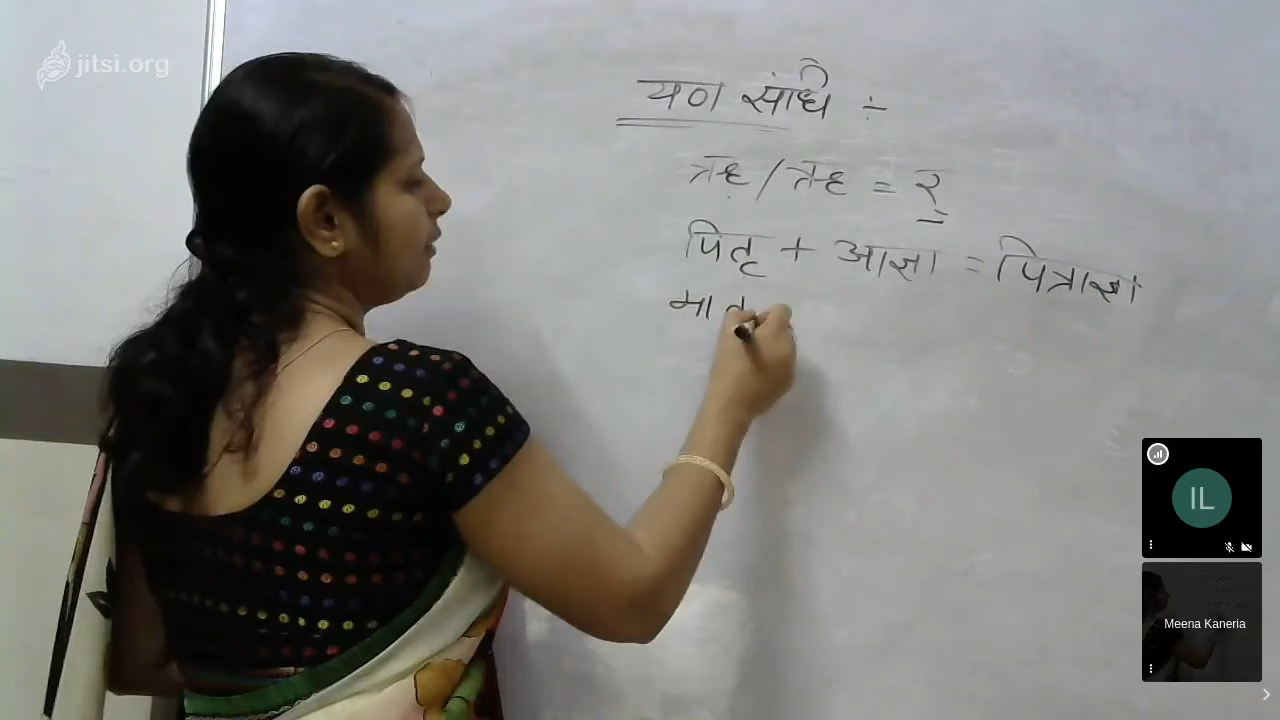 jitsi.org
यण संधि ÷
ऋ / ऋ = र्
पितृ + आज्ञा = पित्राज्ञा
मात
IL
Meena Kaneria